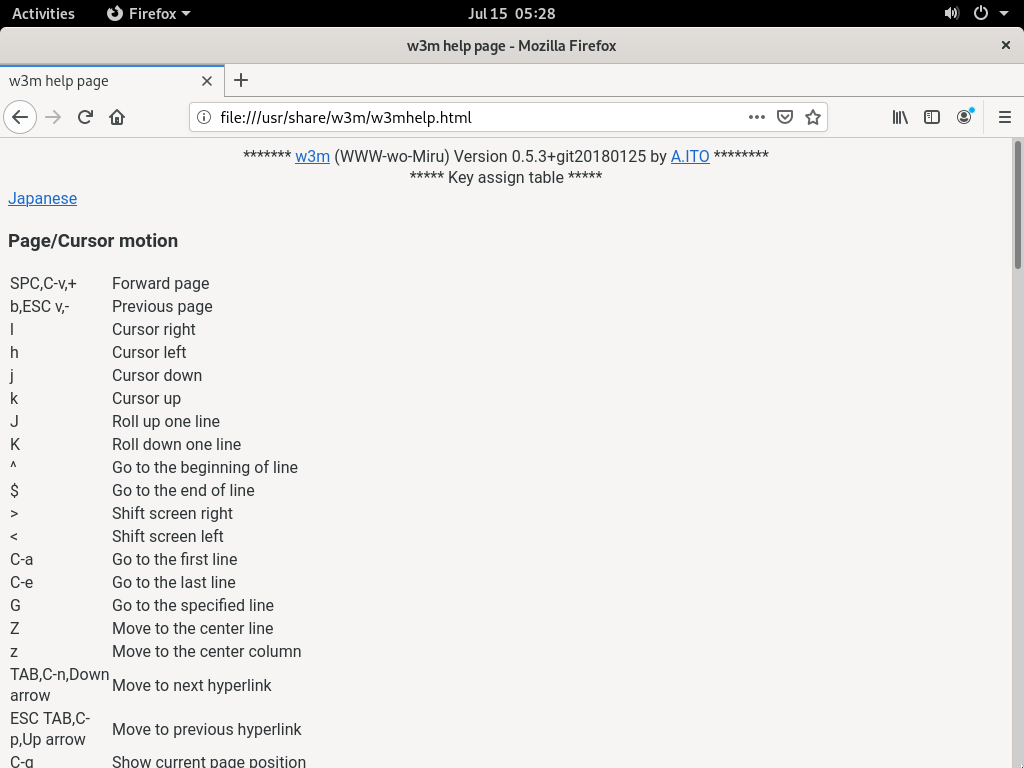 Activities Firefox Jul 15 05:28
w3m help page - Mozilla Firefox
w3m help page
file:///usr/share/w3m/w3mhelp.html
******* w3m (WWW-wo-Miru) Version 0.5.3+git20180125 by A.ITO ********
***** Key assign table *****
Japanese
Page/Cursor motion
SPC,C-v,+ Forward page
b,ESC v,- Previous page
l Cursor right
h Cursor left
j Cursor down
k Cursor up
J Roll up one line
K Roll down one line
^ Go to the beginning of line
$ Go to the end of line
> Shift screen right
< Shift screen left
C-a Go to the first line
C-e Go to the last line
G Go to the specified line
Z Move to the center line
z Move to the center column
TAB,C-n,Down
arrow Move to next hyperlink
ESC TAB,C-
p,Up arrow Move to previous hyperlink
C-g Show current page position